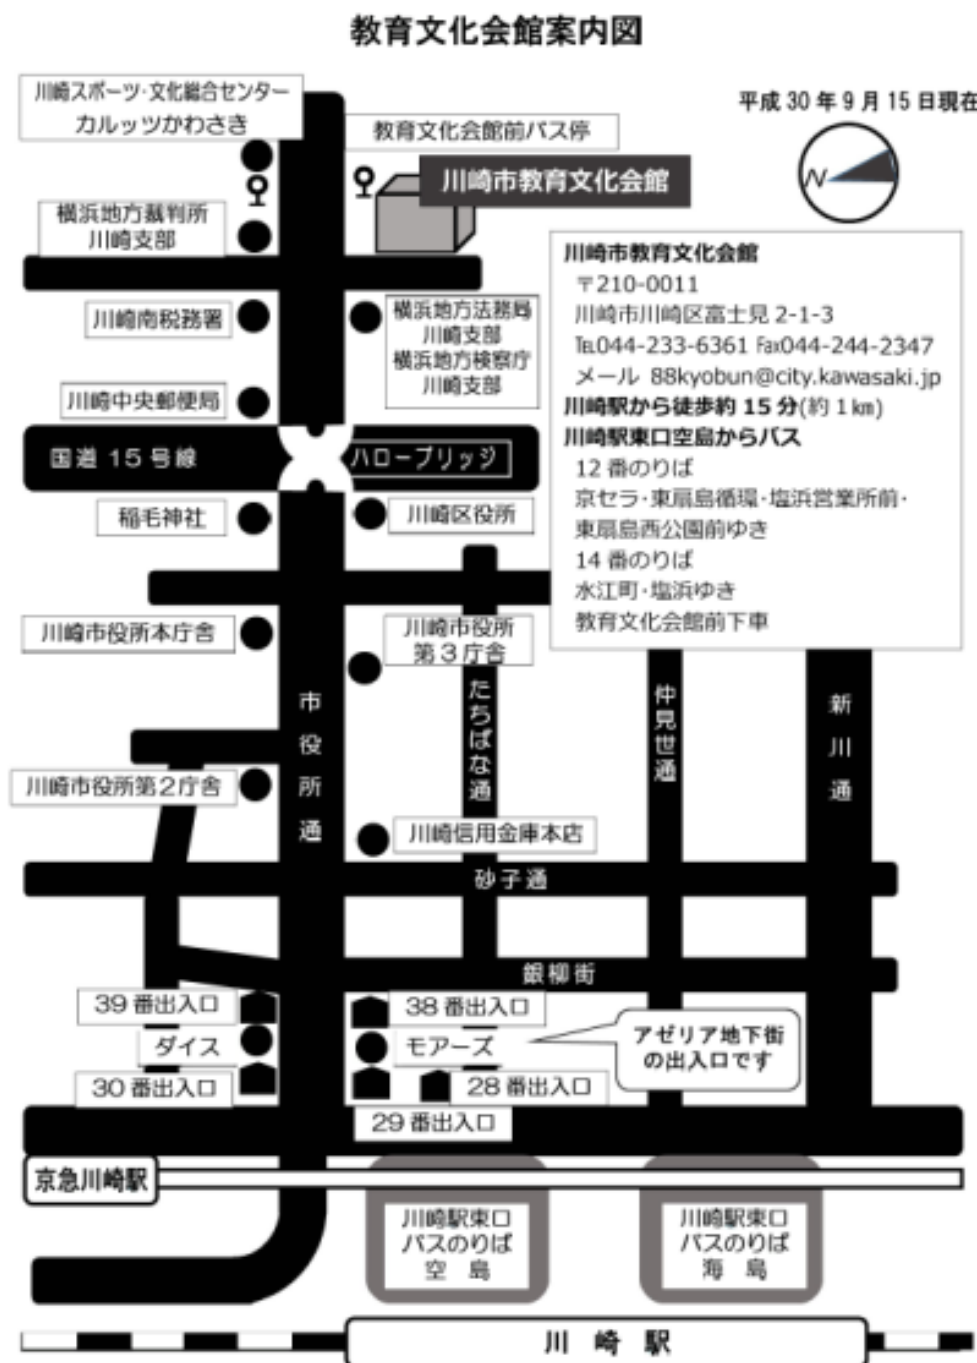 教育文化会館案内図
川崎スポーツ・文化総合センター
カルッツかわさき
教育文化会館前バス停
平成 30 年 9 月 15 日現在
川崎市教育文化会館
N
横浜地方裁判所
川崎支部
川崎市教育文化会館
〒210-0011
川崎市川崎区富士見 2-1-3
℡044-233-6361 Fax044-244-2347
メール 88kyobun@city.kawasaki.jp
川崎駅から徒歩約 15 分(約 1 ㎞)
川崎駅東口空島からバス
12 番のりば
京セラ・東扇島循環・塩浜営業所前・
東扇島西公園前ゆき
14 番のりば
水江町・塩浜ゆき
教育文化会館前下車
川崎南税務署
横浜地方法務局
川崎支部
横浜地方検察庁
川崎支部
川崎中央郵便局
国道 15 号線
ハローブリッジ
稲毛神社
川崎区役所
川崎市役所本庁舎
川崎市役所
第３庁舎
市役所通
たちばな通
仲見世通
新川通
川崎市役所第２庁舎
川崎信用金庫本店
砂子通
銀柳街
39 番出入口
38 番出入口
ダイス
モアーズ
アゼリア地下街
の出入口です
30 番出入口
28 番出入口
29 番出入口
京急川崎駅
川崎駅東口
バスのりば
空 島
川崎駅東口
バスのりば
海 島
川 崎 駅